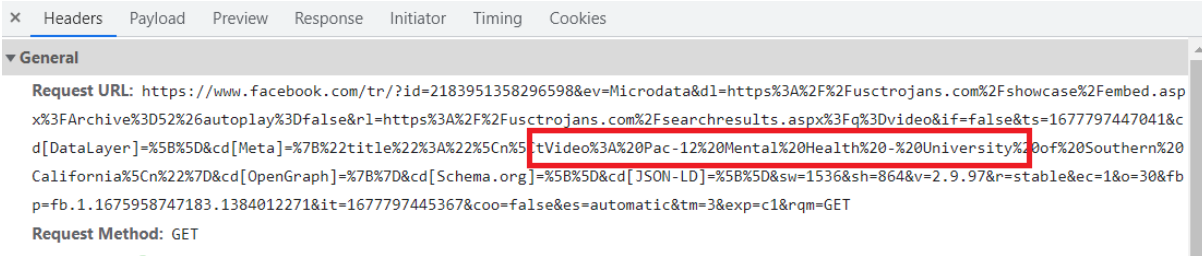 × Headers Payload Preview Response Initiator Timing Cookies
▼General
Request URL: https://www.facebook.com/tr/?id=2183951358296598&ev=Microdata&dl=https%3A%2F%2Fusctrojans.com%2Fshowcase%2Fembed.asp
x%3FArchive%3D52%26autoplay%3Dfalse&rl=https%3A%2F%2Fusctrojans.com%2Fsearchresults.aspx%3Fq%3Dvideo&if=false&ts=1677797447041&c
d[DataLayer]=%5B%5D&cd[Meta]=%7B%22title%22%3A%22%5Cn%5CtVideo%3A%20Pac-12%20Mental%20Health%20-%20University%20of%20Southern%20
California%5Cn%22%7D&cd[OpenGraph]=%7B%7D&cd[Schema.org]=%5B%5D&cd[JSON-LD]=%5B%5D&sw=1536&sh=864&v=2.9.97&r=stable&ec=1&o=30&fb
p=fb.1.1675958747183.1384012271&it=1677797445367&coo=false&es=automatic&tm=3&exp=c1&rqm=GET
Request Method: GET